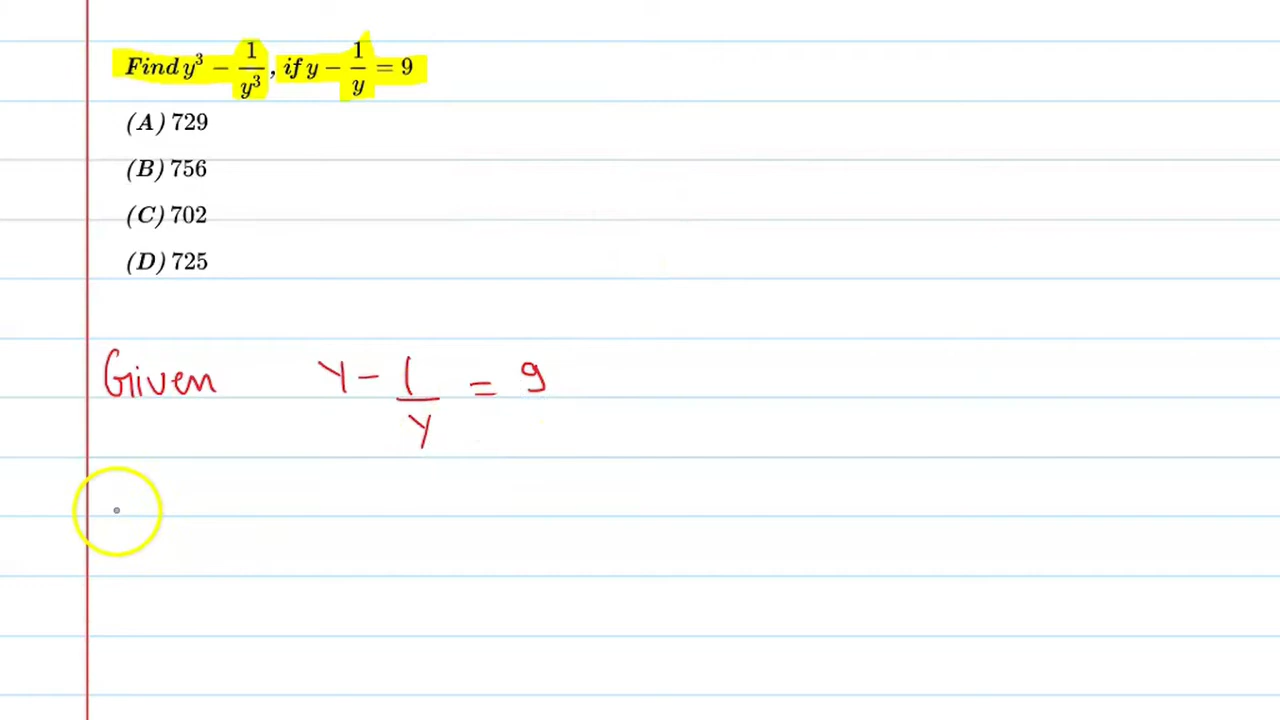 Find y³ − 1/y³, if y − 1/y = 9
(A) 729
(B) 756
(C) 702
(D) 725
Given y − 1/y = 9